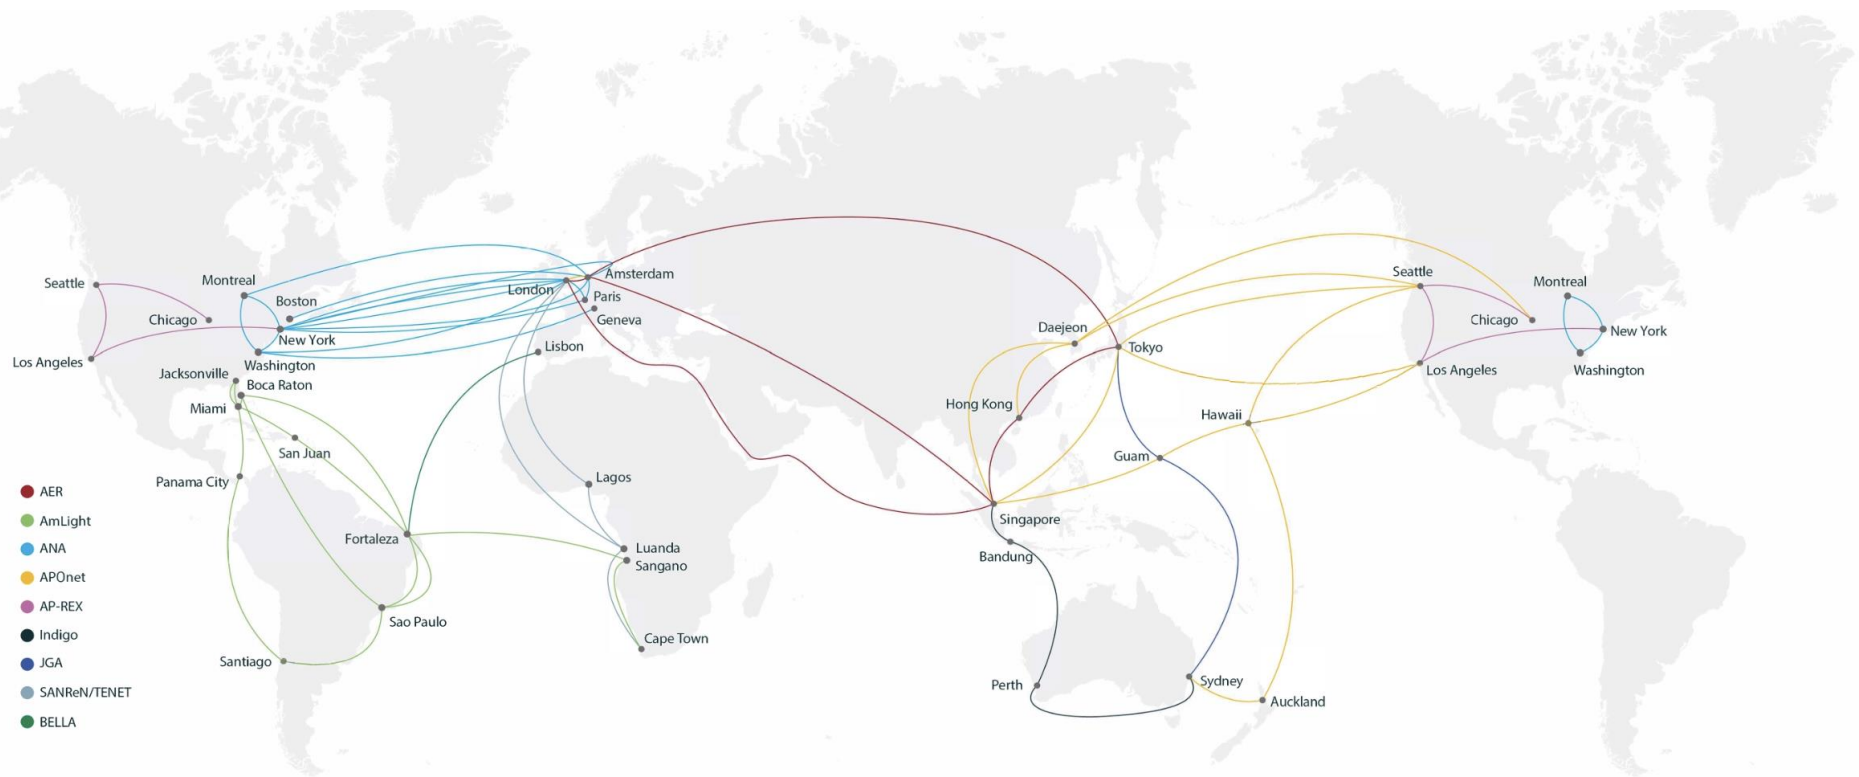 Seattle
Chicago
Los Angeles
Montreal
Boston
New York
Washington
Jacksonville
Boca Raton
Miami
San Juan
Panama City
Fortaleza
Sao Paulo
Santiago
London
Amsterdam
Paris
Geneva
Lisbon
Lagos
Luanda
Sangano
Cape Town
Daejeon
Tokyo
Hong Kong
Guam
Hawaii
Singapore
Bandung
Perth
Sydney
Auckland
Seattle
Chicago
Los Angeles
Montreal
New York
Washington
AER
AmLight
ANA
APOnet
AP-REX
Indigo
JGA
SANReN/TENET
BELLA